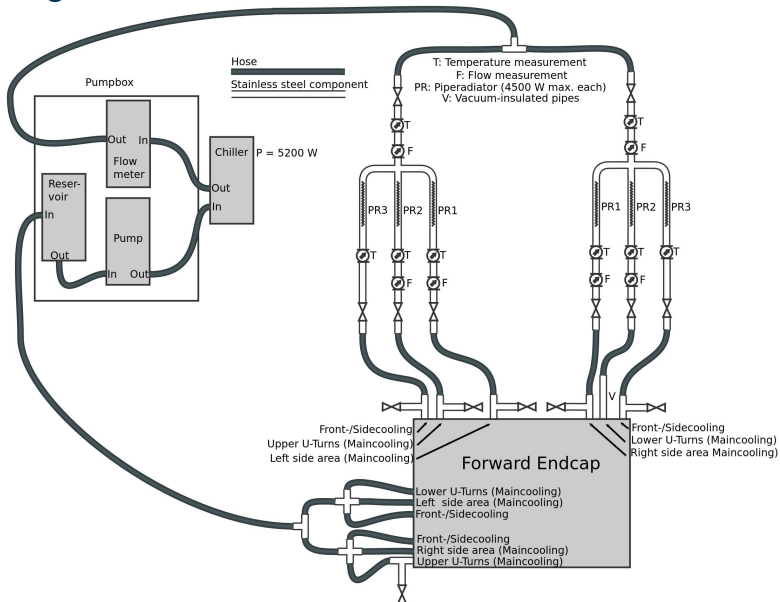 Hose
Stainless steel component
T: Temperature measurement
F: Flow measurement
PR: Piperadiator (4500 W max. each)
V: Vacuum-insulated pipes
Pumpbox
Out In
Flow
meter
Chiller
P = 5200 W
Out
In
Reser-
voir
In
Out
Pump
In Out
T
F
PR3
PR2
PR1
T
T
T
F
F
T
F
PR1
PR2
PR3
T
T
T
F
F
V
Front-/Sidecooling
Upper U-Turns (Maincooling)
Left side area (Maincooling)
Front-/Sidecooling
Lower U-Turns (Maincooling)
Right side area Maincooling)
Forward Endcap
Lower U-Turns (Maincooling)
Left side area (Maincooling)
Front-/Sidecooling
Front-/Sidecooling
Right side area (Maincooling)
Upper U-Turns (Maincooling)